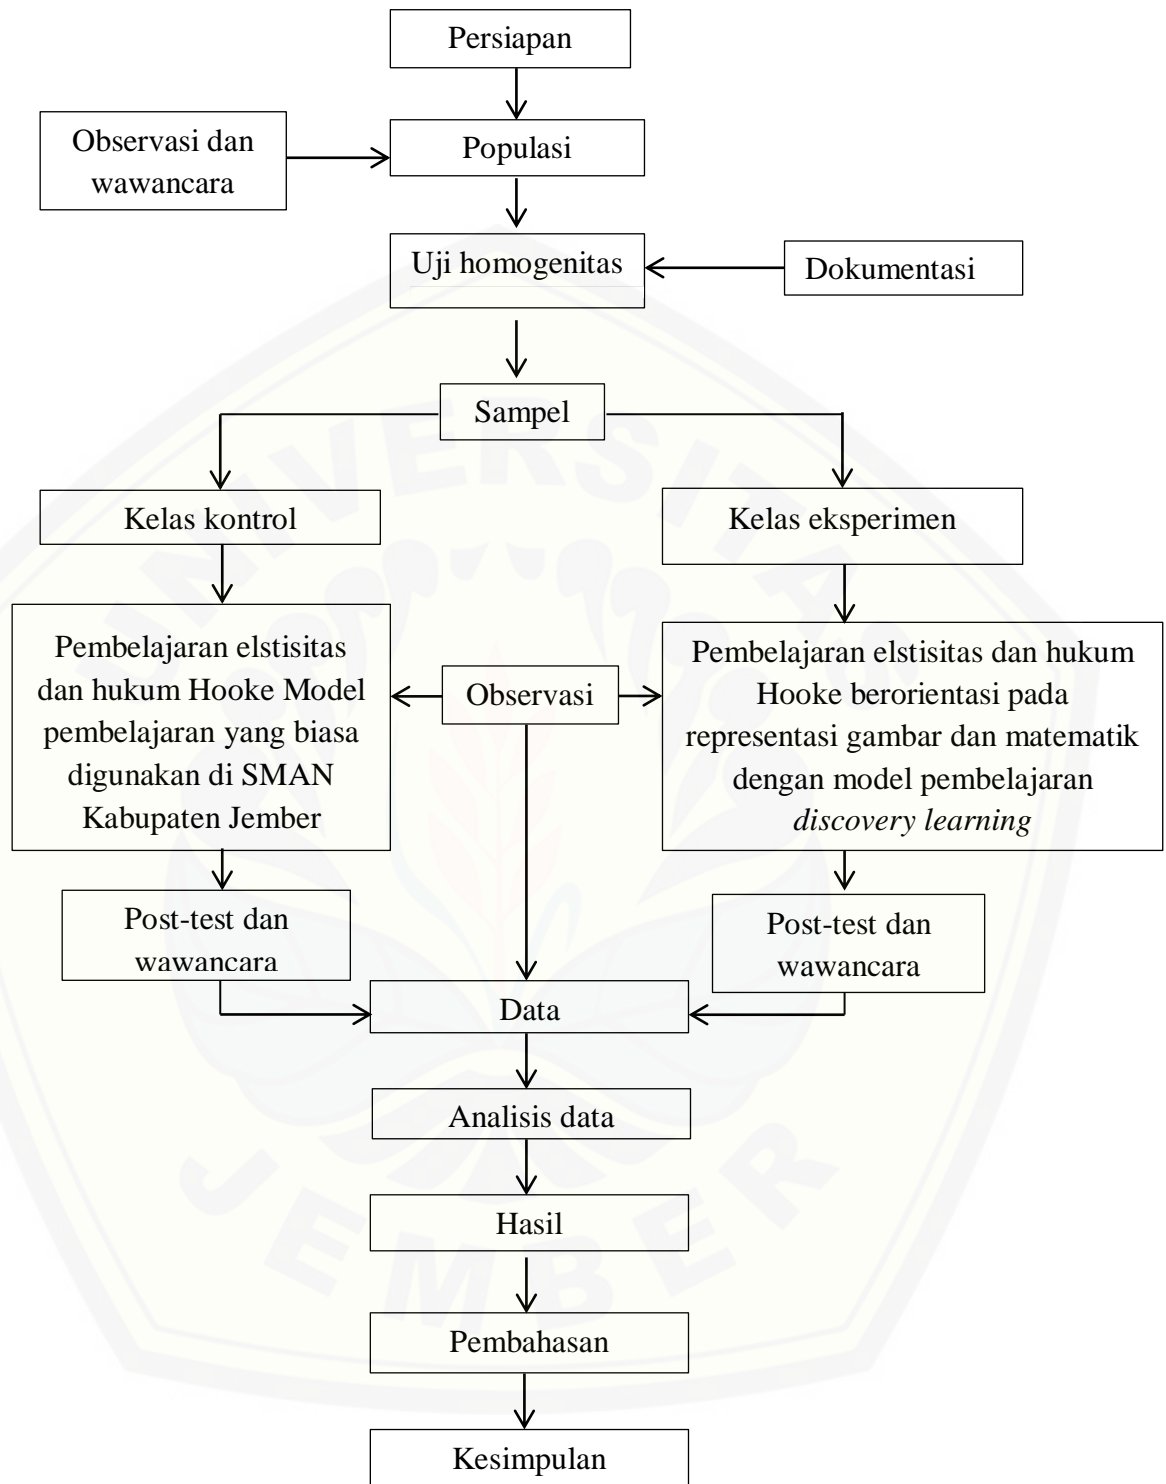 Persiapan
Observasi dan
wawancara
Populasi
Uji homogenitas
Dokumentasi
Sampel
Kelas kontrol
Kelas eksperimen
Pembelajaran elstisitas
dan hukum Hooke Model
pembelajaran yang biasa
digunakan di SMAN
Kabupaten Jember
Observasi
Pembelajaran elstisitas dan hukum
Hooke berorientasi pada
representasi gambar dan matematik
dengan model pembelajaran
discovery learning
Post-test dan
wawancara
Post-test dan
wawancara
Data
Analisis data
Hasil
Pembahasan
Kesimpulan
UNIVERSITAS
JEMBER